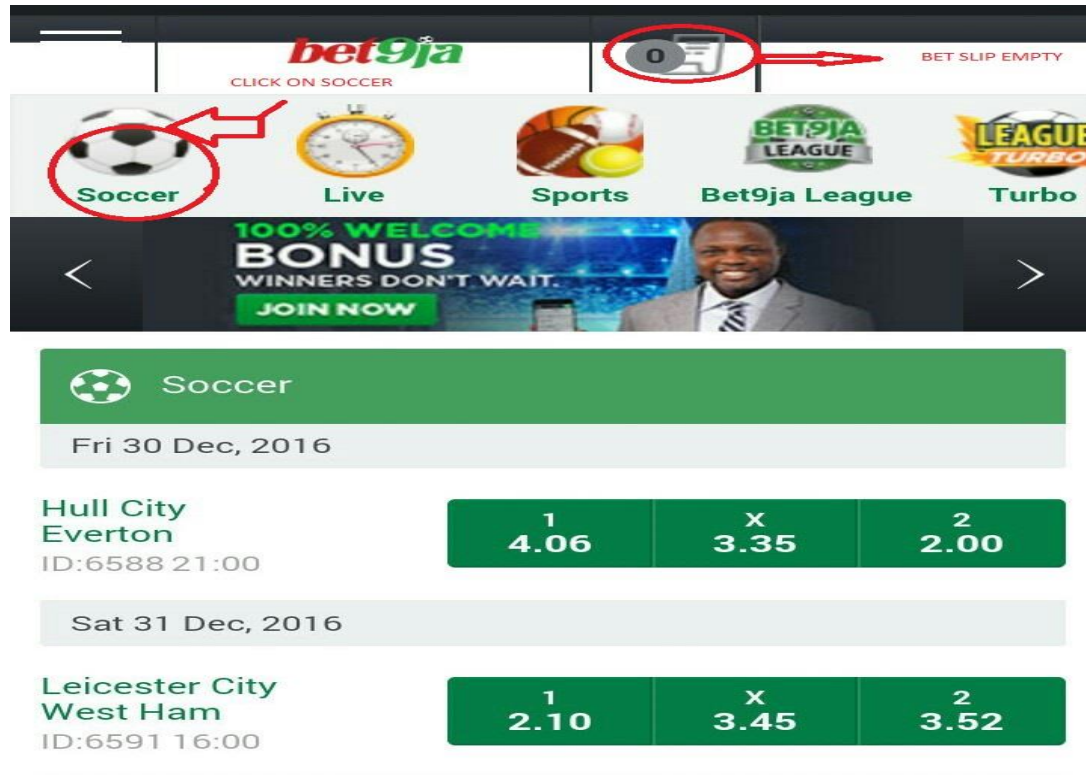 bet9ja
0
BET SLIP EMPTY
CLICK ON SOCCER
BET9JA
LEAGUE
LEAGUE
TURBO
Soccer
Live
Sports
Bet9ja League
Turbo
100% WELCOME
BONUS
WINNERS DON'T WAIT.
JOIN NOW
Soccer
Fri 30 Dec, 2016
Hull City
Everton
ID:6588 21:00
1 X 2
4.06 3.35 2.00
Sat 31 Dec, 2016
Leicester City
West Ham
ID:6591 16:00
1 X 2
2.10 3.45 3.52